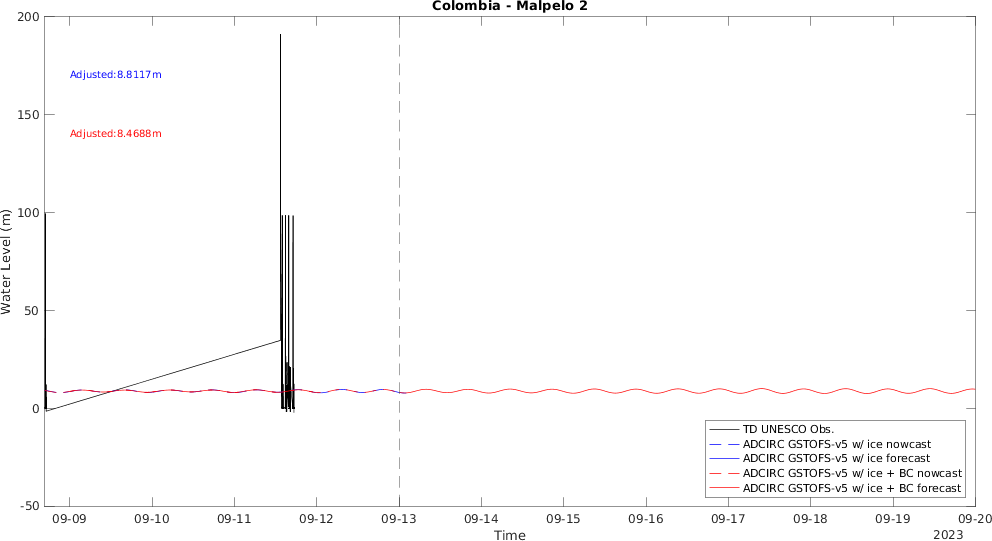 Colombia - Malpelo 2
200
150
100
50
0
-50
Water Level (m)
Adjusted:8.8117m
Adjusted:8.4688m
TD UNESCO Obs.
ADCIRC GSTOFS-v5 w/ ice nowcast
ADCIRC GSTOFS-v5 w/ ice forecast
ADCIRC GSTOFS-v5 w/ ice + BC nowcast
ADCIRC GSTOFS-v5 w/ ice + BC forecast
09-09 09-10 09-11 09-12 09-13 09-14 09-15 09-16 09-17 09-18 09-19 09-20
Time
2023